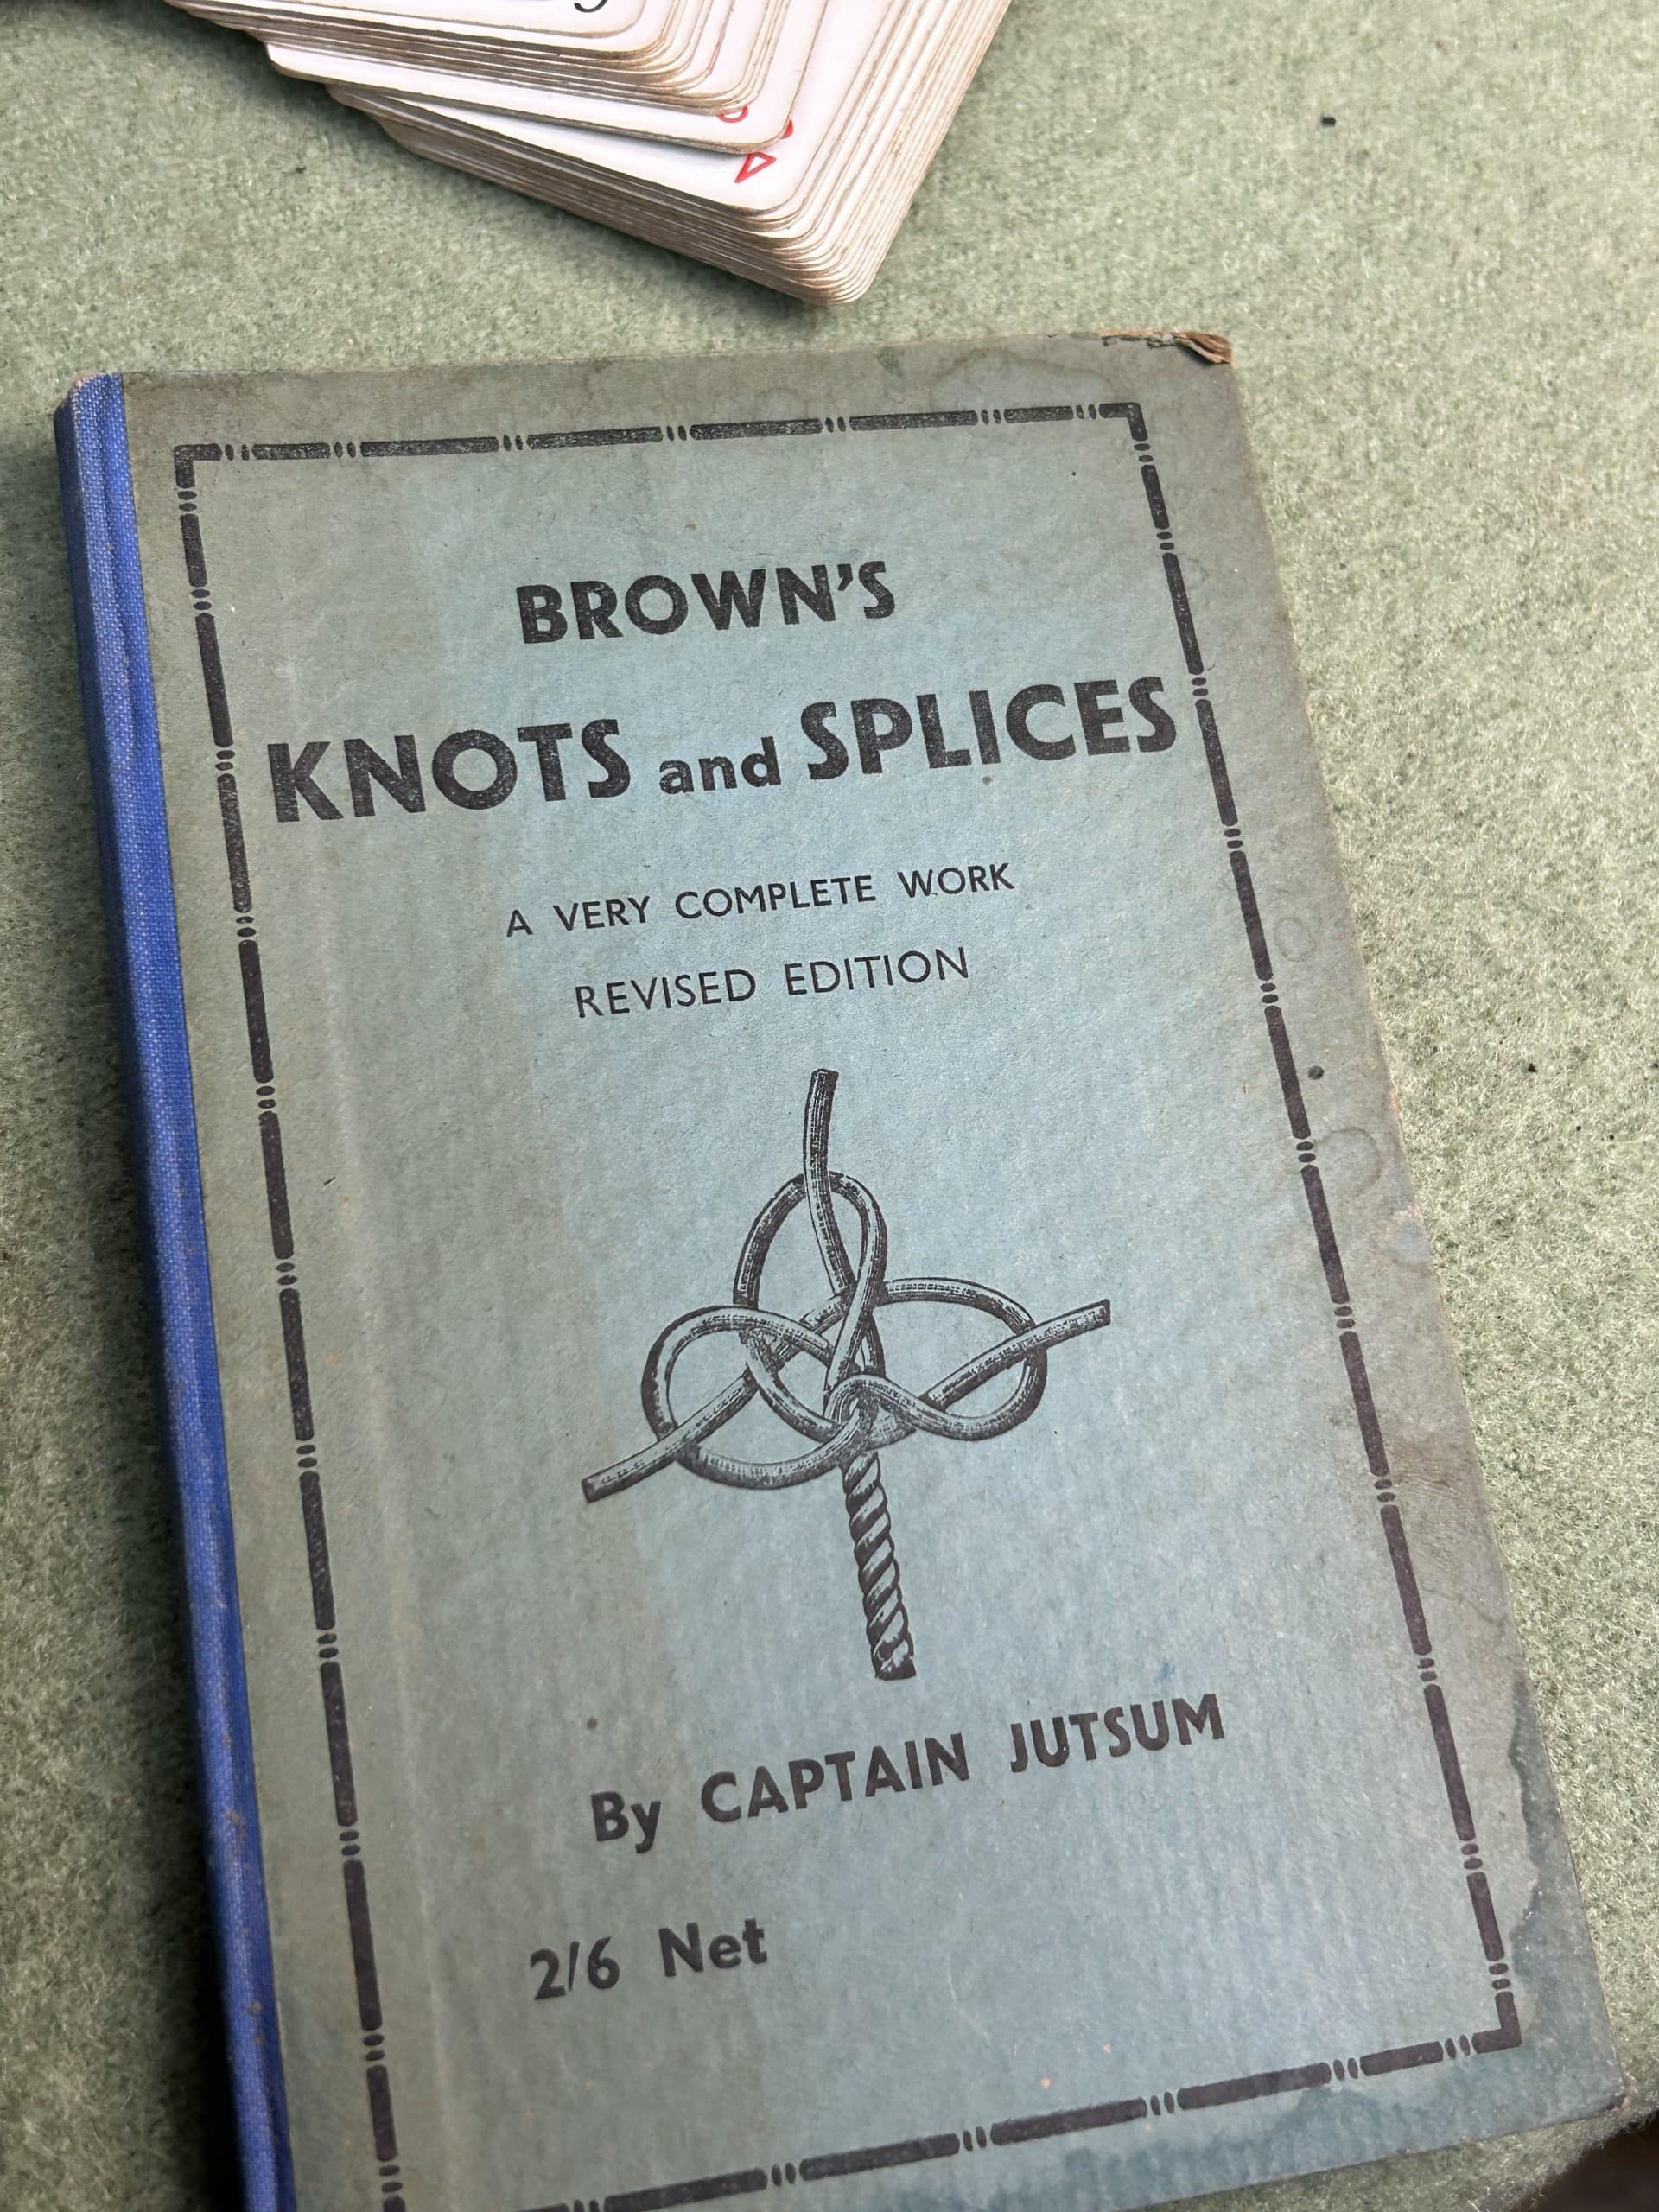 BROWN'S
KNOTS and SPLICES
A VERY COMPLETE WORK
REVISED EDITION
By CAPTAIN JUTSUM
2/6 Net